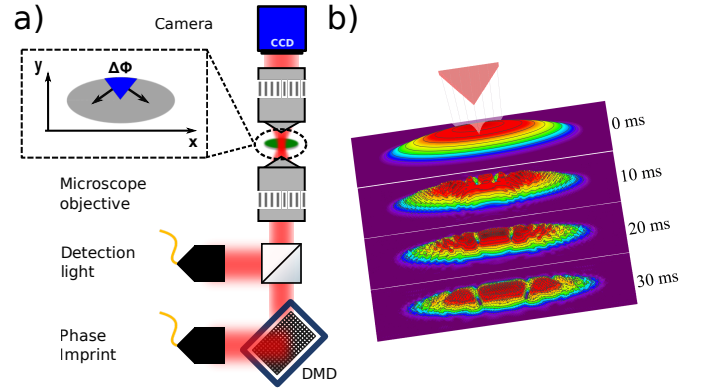 a)
Camera
CCD
y
ΔΦ
x
Microscope
objective
Detection
light
Phase
Imprint
DMD
b)
0 ms
10 ms
20 ms
30 ms